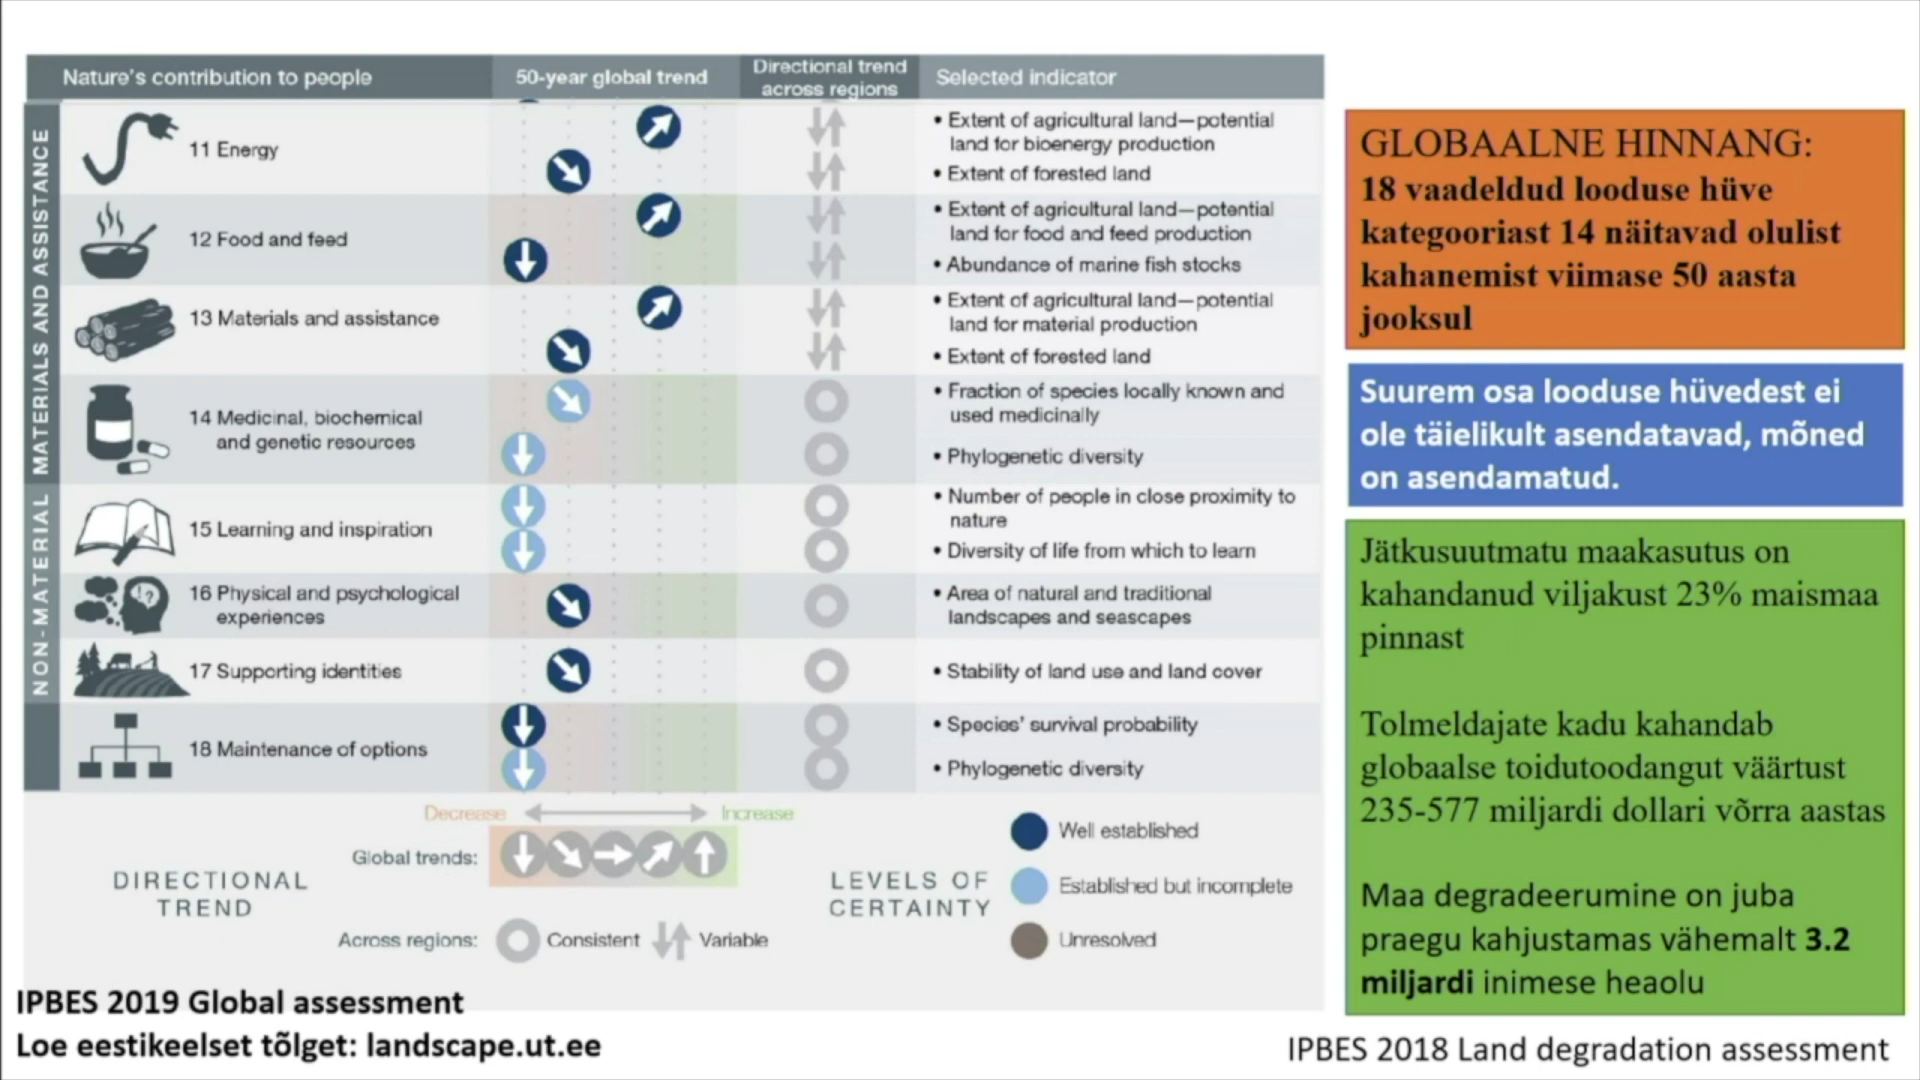 Nature's contribution to people
50-year global trend
Directional trend
across regions
Selected indicator
MATERIALS AND ASSISTANCE
11 Energy
• Extent of agricultural land—potential
land for bioenergy production
• Extent of forested land
12 Food and feed
• Extent of agricultural land—potential
land for food and feed production
• Abundance of marine fish stocks
13 Materials and assistance
• Extent of agricultural land—potential
land for material production
• Extent of forested land
14 Medicinal, biochemical
and genetic resources
• Fraction of species locally known and
used medicinally
• Phylogenetic diversity
NON-MATERIAL
15 Learning and inspiration
• Number of people in close proximity to
nature
• Diversity of life from which to learn
16 Physical and psychological
experiences
• Area of natural and traditional
landscapes and seascapes
17 Supporting identities
• Stability of land use and land cover
18 Maintenance of options
• Species' survival probability
• Phylogenetic diversity
Decrease
Increase
DIRECTIONAL
TREND
Global trends:
Across regions:
Consistent
Variable
LEVELS OF
CERTAINTY
Well established
Established but incomplete
Unresolved
IPBES 2019 Global assessment
Loe eestikeelset tõlget: landscape.ut.ee
GLOBAALNE HINNANG:
18 vaadeldud looduse hüve
kategooriast 14 näitavad olulist
kahanemist viimase 50 aasta
jooksul
Suurem osa looduse hüvedest ei
ole täielikult asendatavad, mõned
on asendamatud.
Jätkusuutmatu maakasutus on
kahandanud viljakust 23% maismaa
pinnast
Tolmeldajate kadu kahandab
globaalse toidutoodangut väärtust
235-577 miljardi dollari võrra aastas
Maa degradeerumine on juba
praegu kahjustamas vähemalt 3.2
miljardi inimese heaolu
IPBES 2018 Land degradation assessment